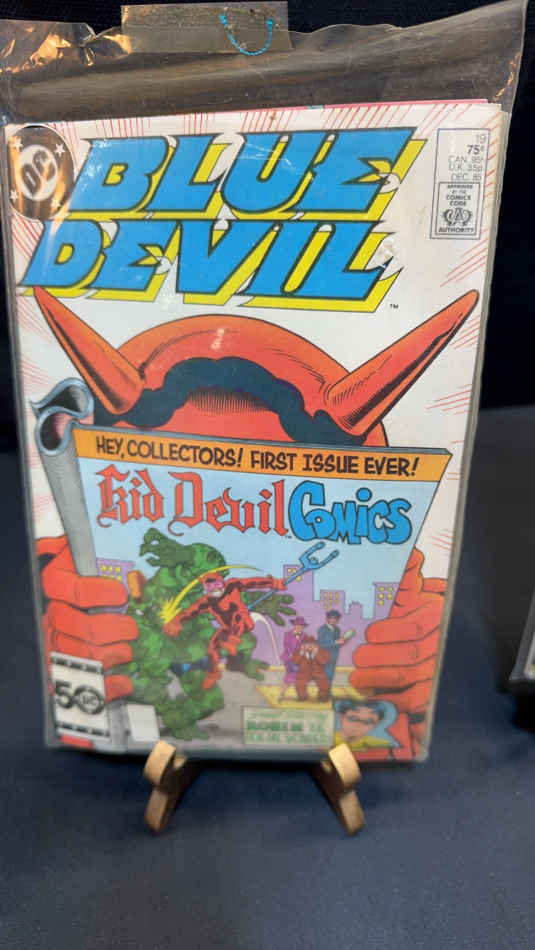 DC
BLUE
DEVIL
TM
19
75¢
CAN. 95¢
U.K. 35p
DEC. 85
APPROVED
BY THE
COMICS
CODE
AUTHORITY
HEY, COLLECTORS! FIRST ISSUE EVER!
Kid Devil Comics
50
ROBIN